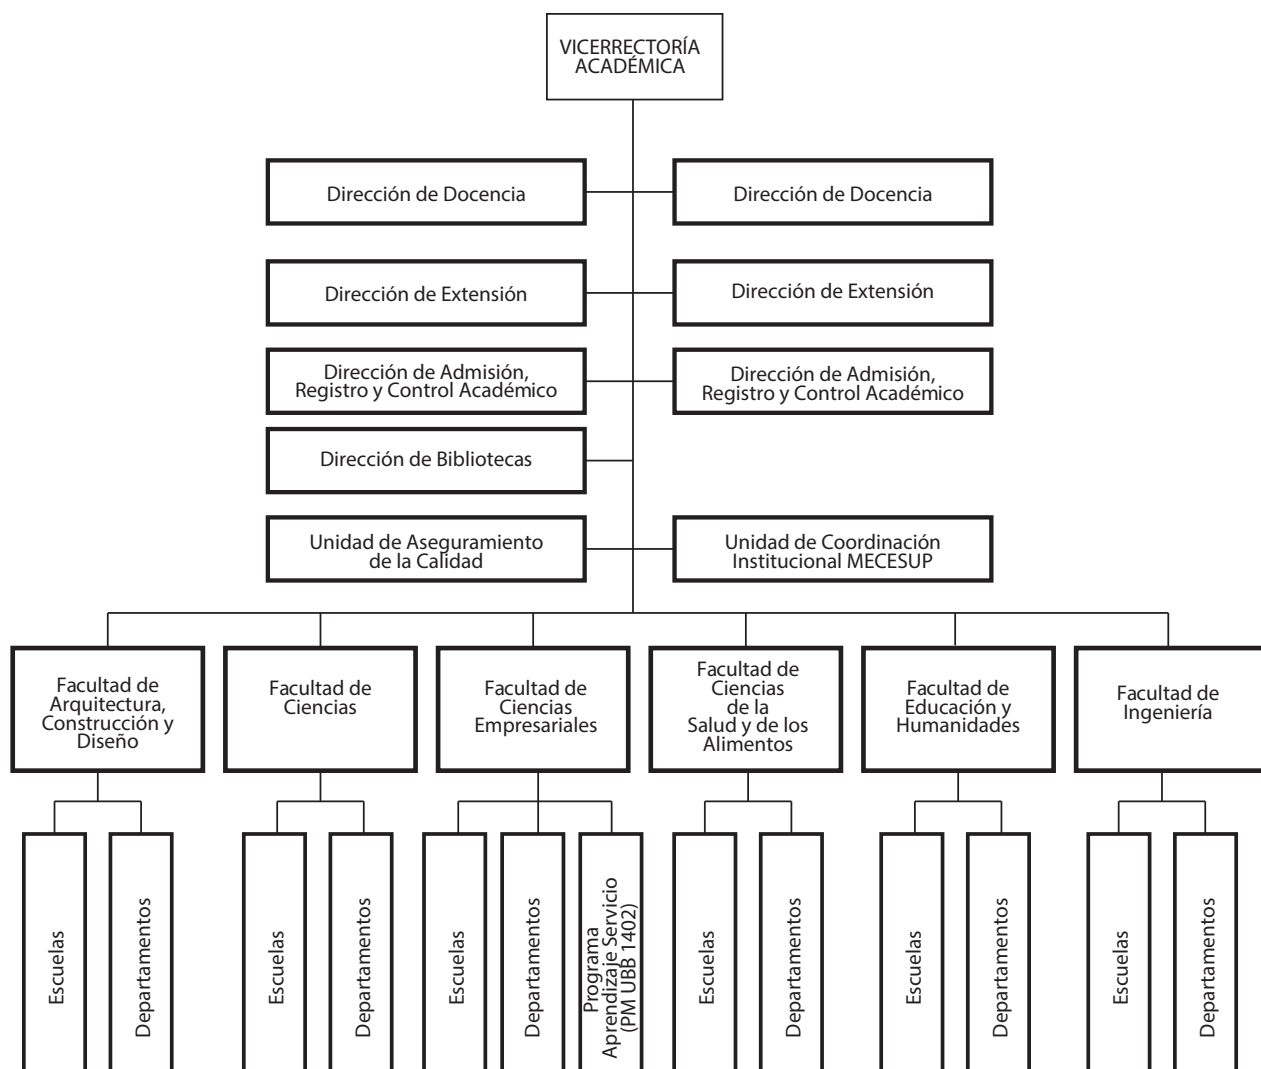 VICERRECTORÍA
ACADÉMICA
Dirección de Docencia
Dirección de Docencia
Dirección de Extensión
Dirección de Extensión
Dirección de Admisión,
Registro y Control Académico
Dirección de Admisión,
Registro y Control Académico
Dirección de Bibliotecas
Unidad de Aseguramiento
de la Calidad
Unidad de Coordinación
Institucional MECESUP
Facultad de
Arquitectura,
Construcción y
Diseño
Facultad de
Ciencias
Facultad de
Ciencias
Empresariales
Facultad de
Ciencias
de la
Salud y de los
Alimentos
Facultad de
Educación y
Humanidades
Facultad de
Ingeniería
Escuelas
Departamentos
Escuelas
Departamentos
Escuelas
Departamentos
Programa
Aprendizaje Servicio
(PM UBB 1402)
Escuelas
Departamentos
Escuelas
Departamentos
Escuelas
Departamentos